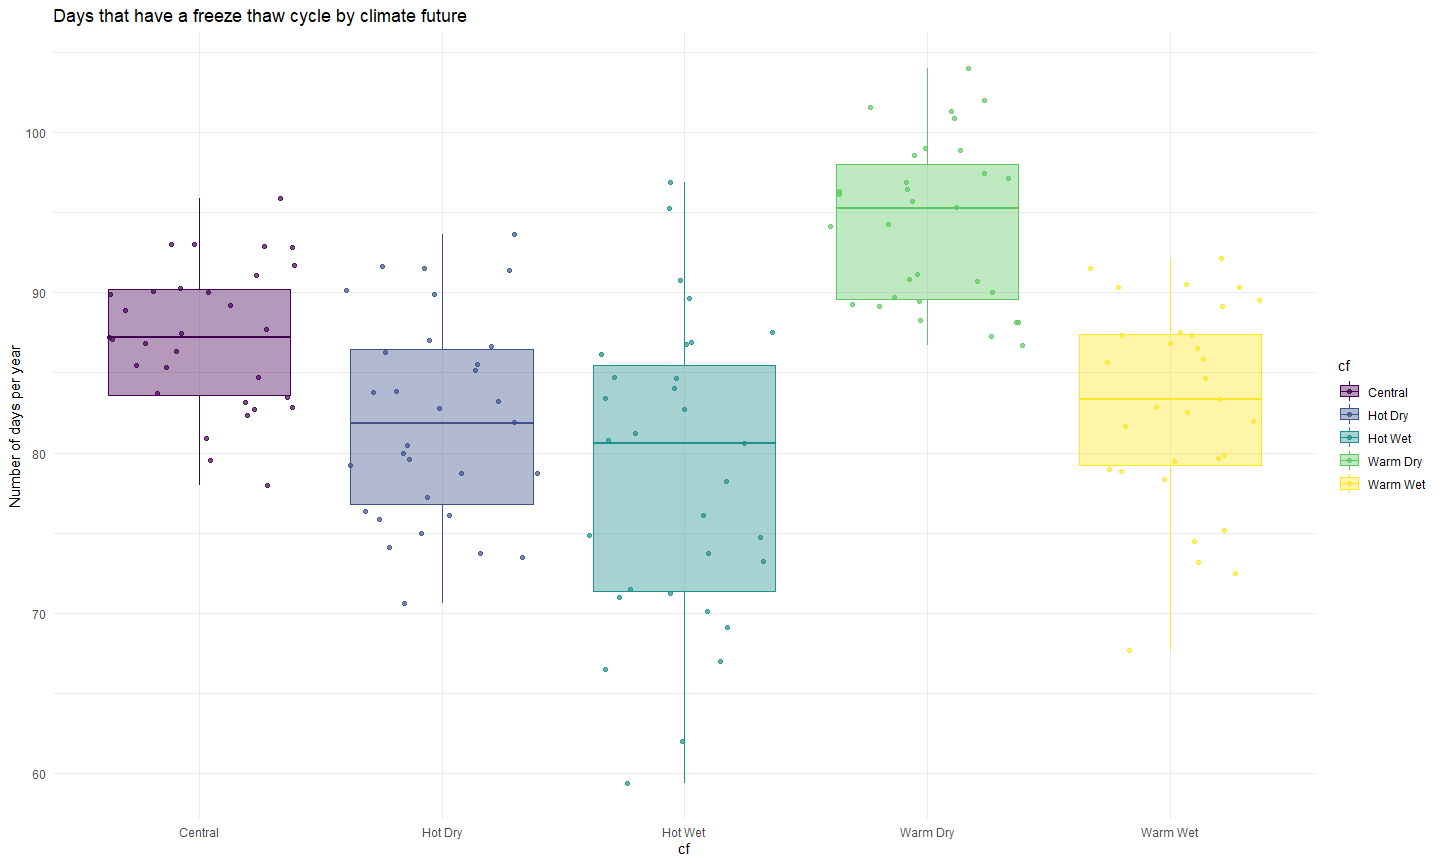 Days that have a freeze thaw cycle by climate future
Number of days per year
100
90
80
70
60
Central
Hot Dry
Hot Wet
Warm Dry
Warm Wet
cf
cf
Central
Hot Dry
Hot Wet
Warm Dry
Warm Wet